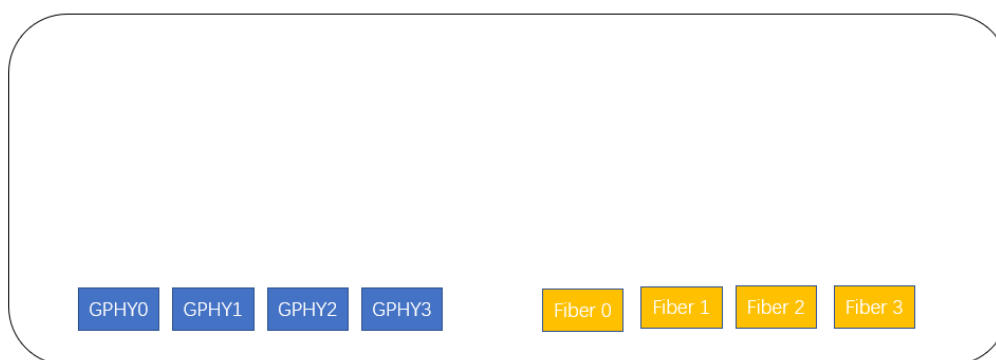 GPHY0
GPHY1
GPHY2
GPHY3
Fiber 0
Fiber 1
Fiber 2
Fiber 3